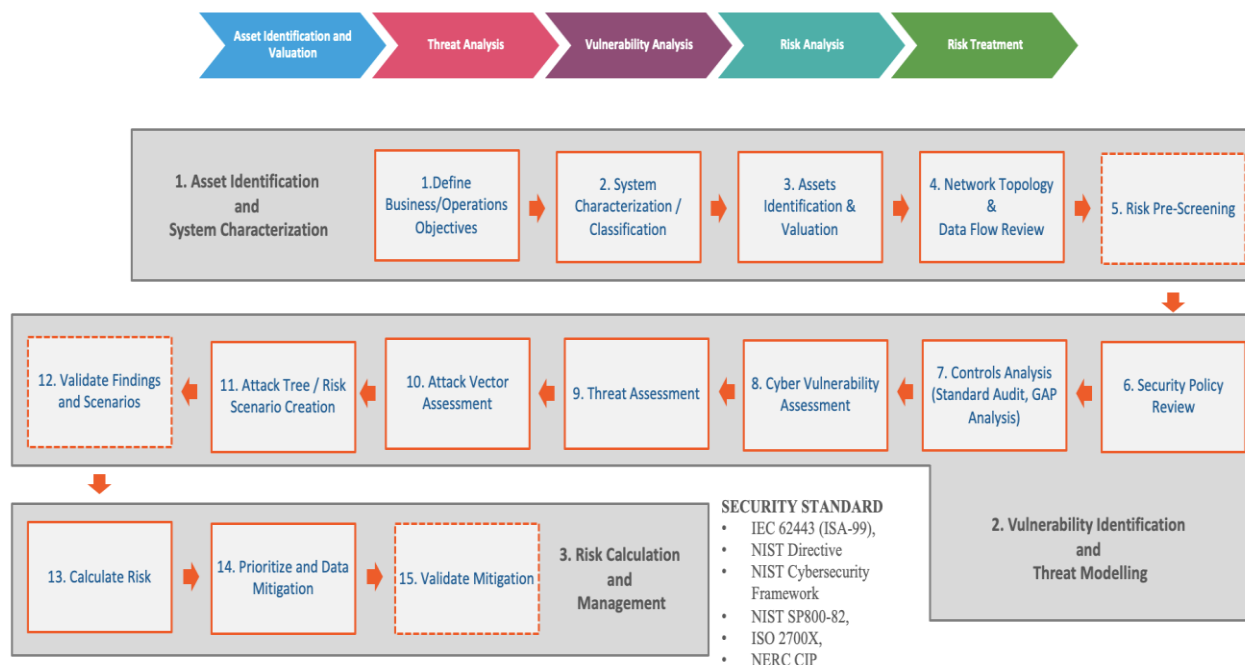 Asset Identification and
Valuation
Threat Analysis
Vulnerability Analysis
Risk Analysis
Risk Treatment
1. Asset Identification
and
System Characterization
1.Define
Business/Operations
Objectives
2. System
Characterization /
Classification
3. Assets
Identification &
Valuation
4. Network Topology
&
Data Flow Review
5. Risk Pre-Screening
12. Validate Findings
and Scenarios
11. Attack Tree / Risk
Scenario Creation
10. Attack Vector
Assessment
9. Threat Assessment
8. Cyber Vulnerability
Assessment
7. Controls Analysis
(Standard Audit, GAP
Analysis)
6. Security Policy
Review
2. Vulnerability Identification
and
Threat Modelling
13. Calculate Risk
14. Prioritize and Data
Mitigation
15. Validate Mitigation
3. Risk Calculation
and
Management
SECURITY STANDARD
• IEC 62443 (ISA-99),
• NIST Directive
• NIST Cybersecurity
Framework
• NIST SP800-82,
• ISO 2700X,
• NERC CIP